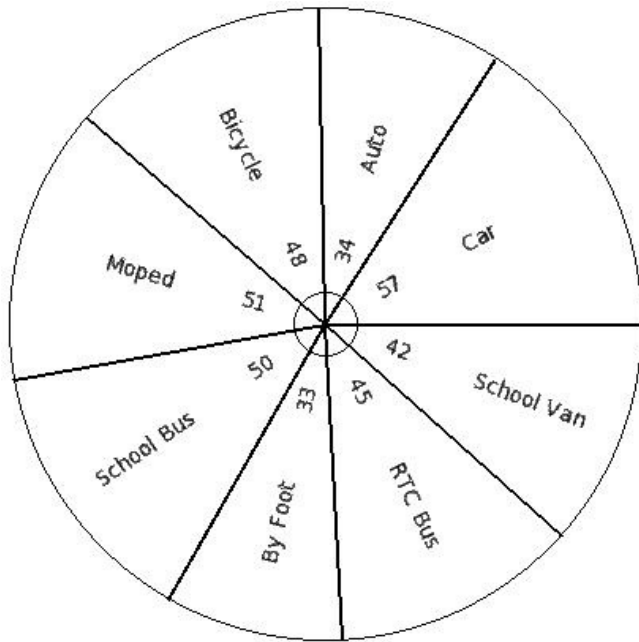 Bicycle
48
Auto
34
Car
57
Moped
51
42
School Van
50
School Bus
33
By Foot
45
RTC Bus